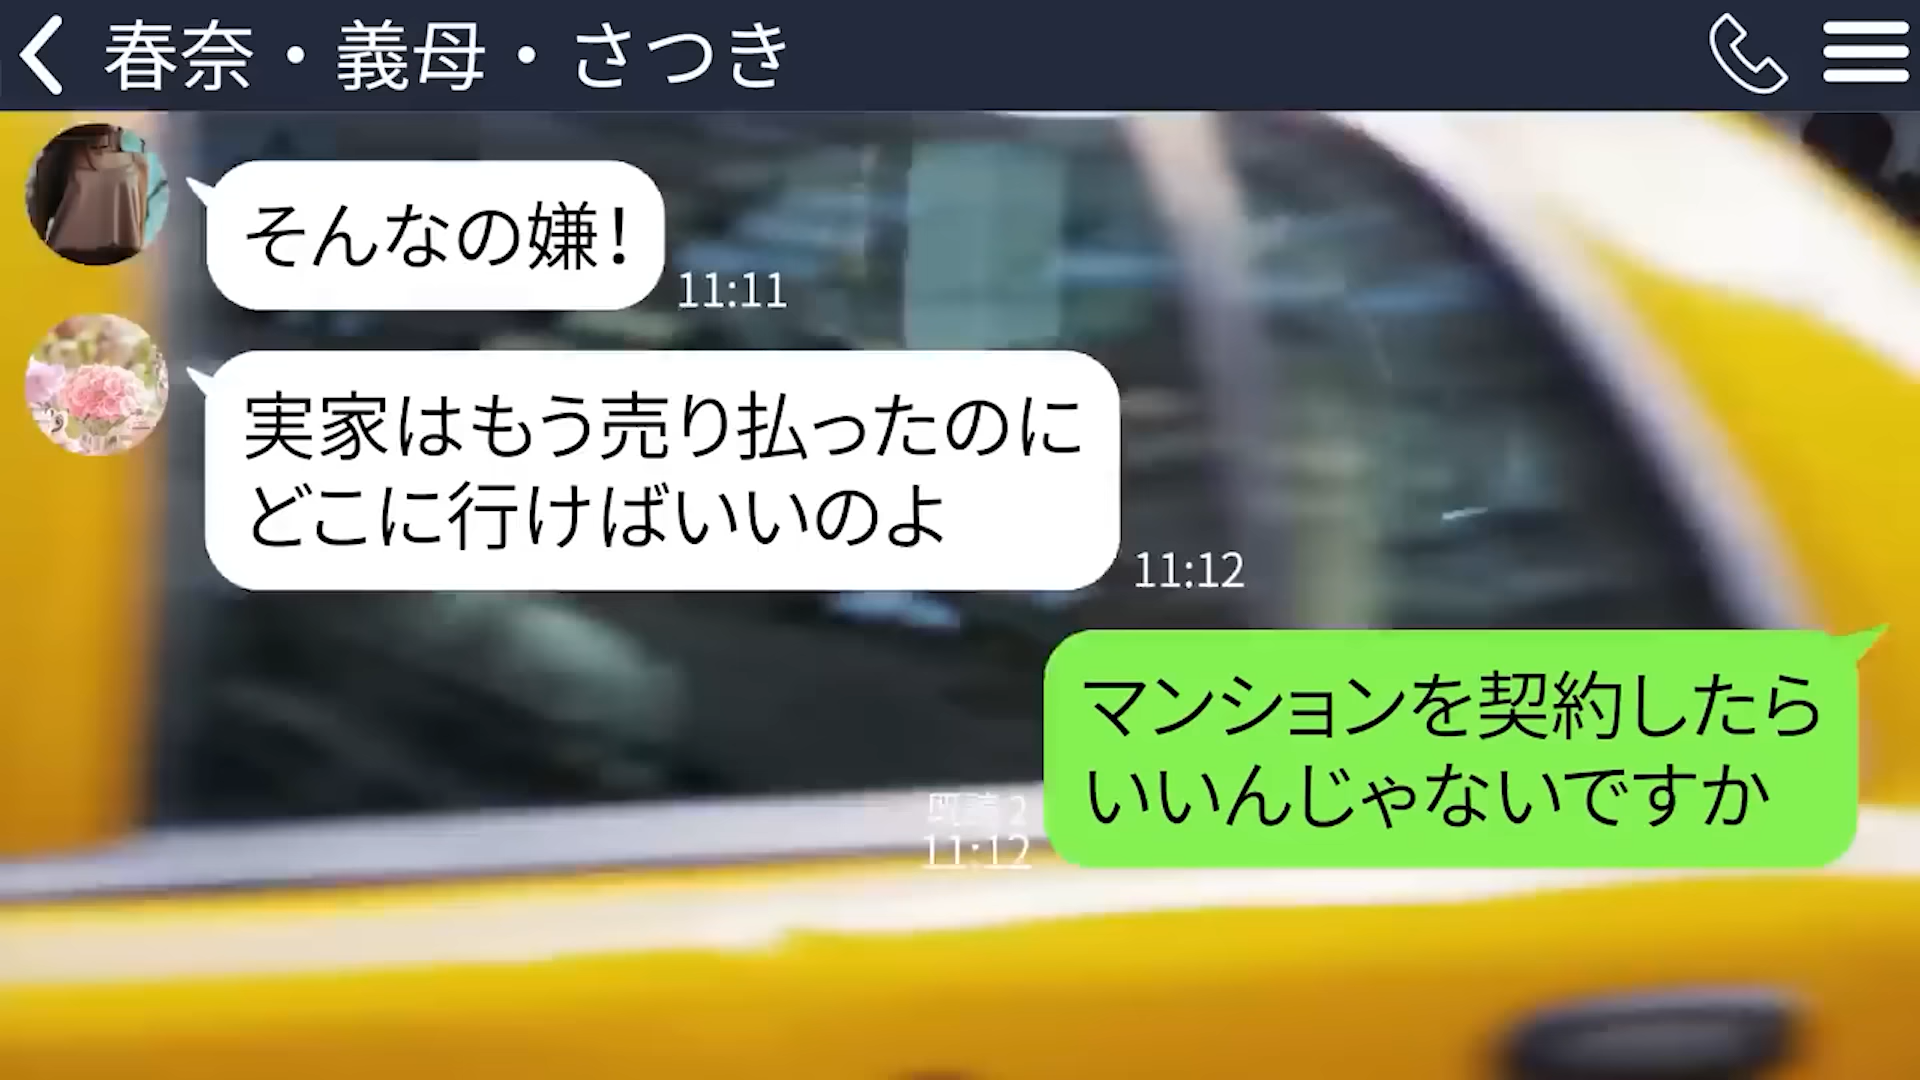 春奈・義母・さつき
そんなの嫌！
11:11
実家はもう売り払ったのに
どこに行けばいいのよ
11:12
マンションを契約したら
いいんじゃないですか
既読 2
11:12